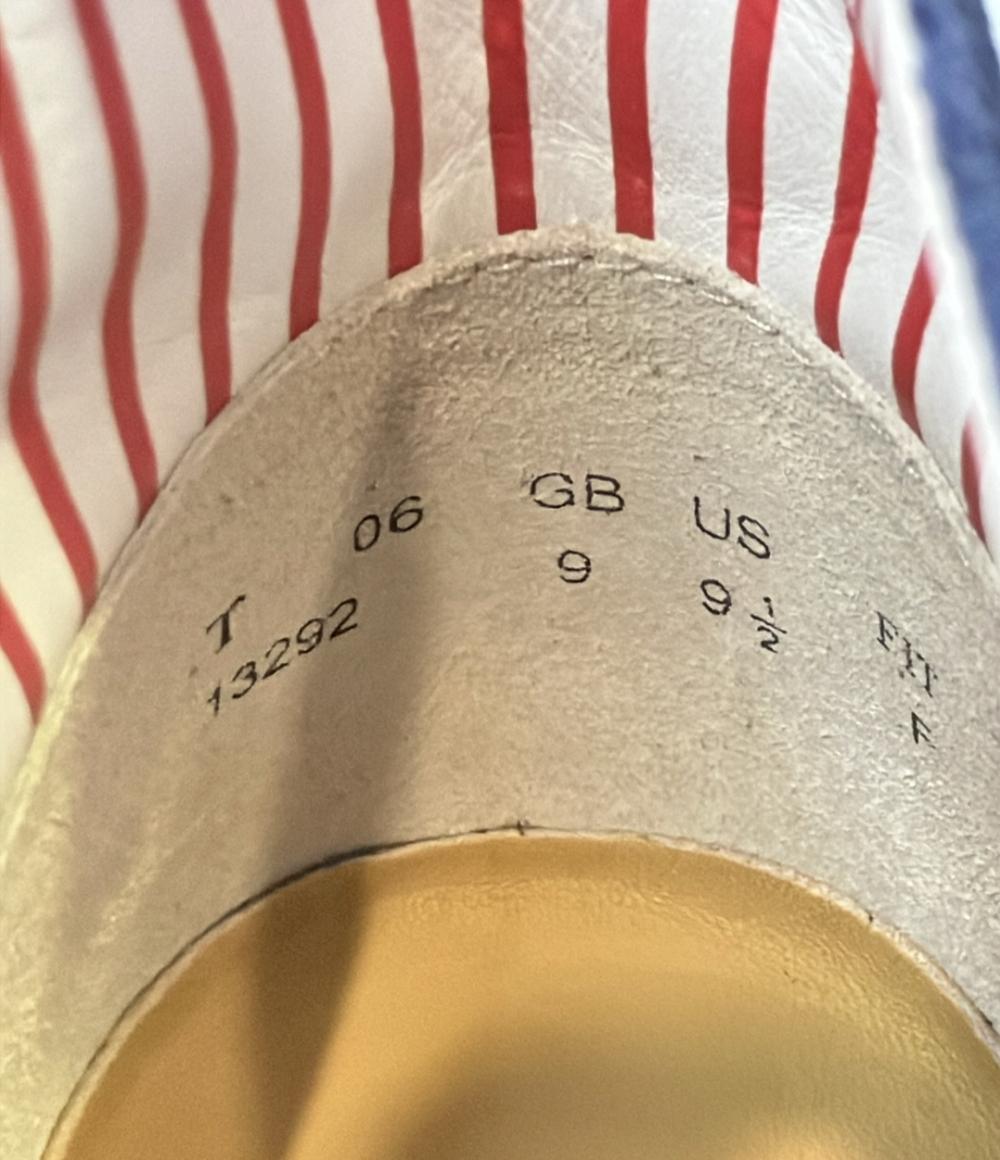 06 GB US
9 9 ½
T FIT
13292 F